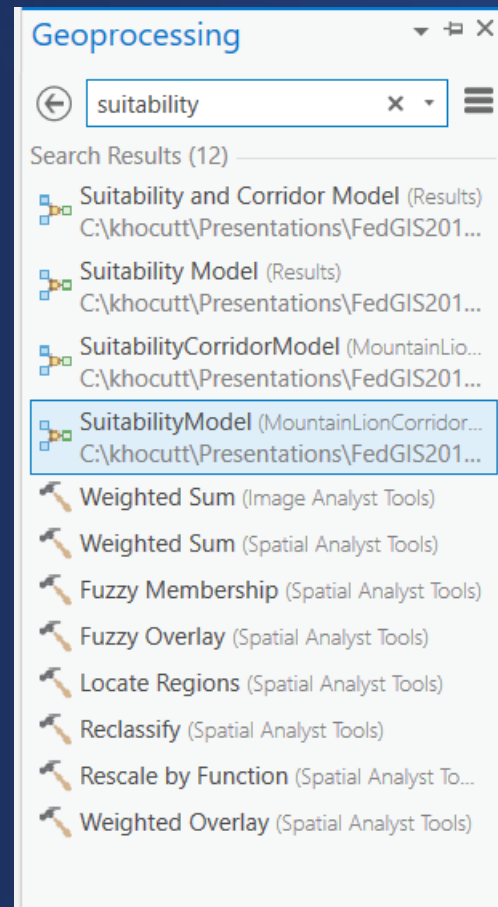 Geoprocessing
suitability
Search Results (12)
Suitability and Corridor Model (Results)
C:\khocutt\Presentations\FedGIS201...
Suitability Model (Results)
C:\khocutt\Presentations\FedGIS201...
SuitabilityCorridorModel (MountainLio...
C:\khocutt\Presentations\FedGIS201...
SuitabilityModel (MountainLionCorridor...
C:\khocutt\Presentations\FedGIS201...
Weighted Sum (Image Analyst Tools)
Weighted Sum (Spatial Analyst Tools)
Fuzzy Membership (Spatial Analyst Tools)
Fuzzy Overlay (Spatial Analyst Tools)
Locate Regions (Spatial Analyst Tools)
Reclassify (Spatial Analyst Tools)
Rescale by Function (Spatial Analyst To...
Weighted Overlay (Spatial Analyst Tools)